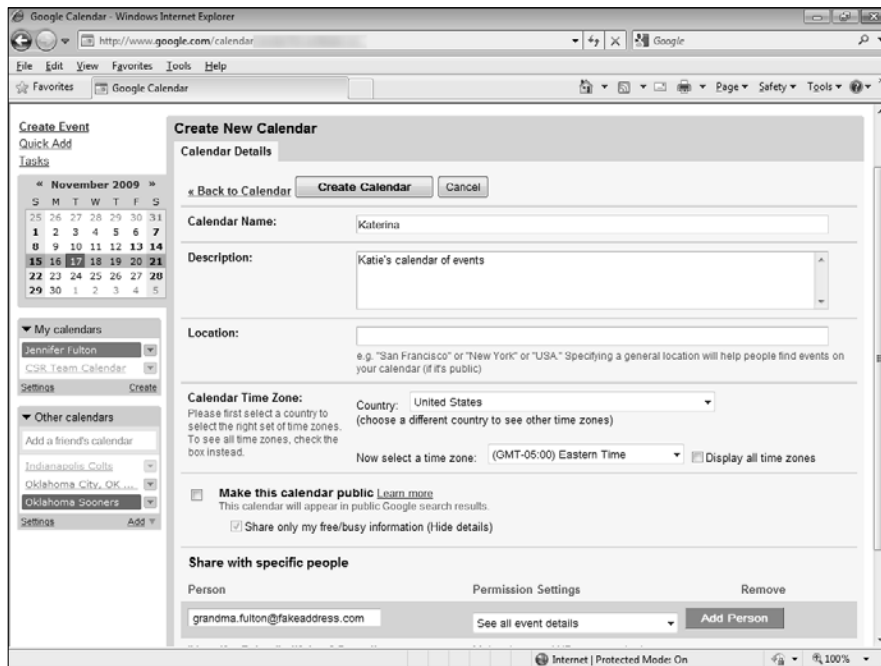 Google Calendar - Windows Internet Explorer
http://www.google.com/calendar
Google
File Edit View Favorites Tools Help
Favorites Google Calendar
Page Safety Tools
Create Event
Quick Add
Tasks
« November 2009 »
S M T W T F S
25 26 27 28 29 30 31
1 2 3 4 5 6 7
8 9 10 11 12 13 14
15 16 17 18 19 20 21
22 23 24 25 26 27 28
29 30 1 2 3 4 5
My calendars
Jennifer Fulton
CSR Team Calendar
Settings Create
Other calendars
Add a friend's calendar
Indianapolis Colts
Oklahoma City, OK ...
Oklahoma Sooners
Settings Add
Create New Calendar
Calendar Details
« Back to Calendar Create Calendar Cancel
Calendar Name: Katerina
Description: Katie's calendar of events
Location:
e.g. "San Francisco" or "New York" or "USA." Specifying a general location will help people find events on
your calendar (if it's public)
Calendar Time Zone:
Please first select a country to
select the right set of time zones.
To see all time zones, check the
box instead.
Country: United States
(choose a different country to see other time zones)
Now select a time zone: (GMT-05:00) Eastern Time Display all time zones
Make this calendar public Learn more
This calendar will appear in public Google search results.
Share only my free/busy information (Hide details)
Share with specific people
Person Permission Settings Remove
grandma.fulton@fakeaddress.com See all event details Add Person
Internet | Protected Mode: On 100%